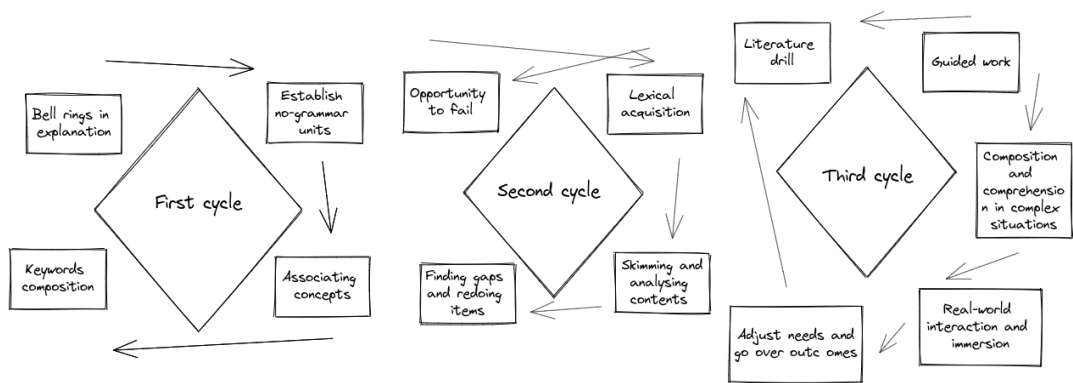 Bell rings in
explanation
Establish
no-grammar
units
First cycle
Keywords
composition
Associating
concepts
Opportunity
to fail
Lexical
acquisition
Second cycle
Finding gaps
and redoing
items
Skimming and
analysing
contents
Literature
drill
Guided work
Third cycle
Composition
and
comprehensio
n in complex
situations
Real-world
interaction and
immersion
Adjust needs and
go over outc omes